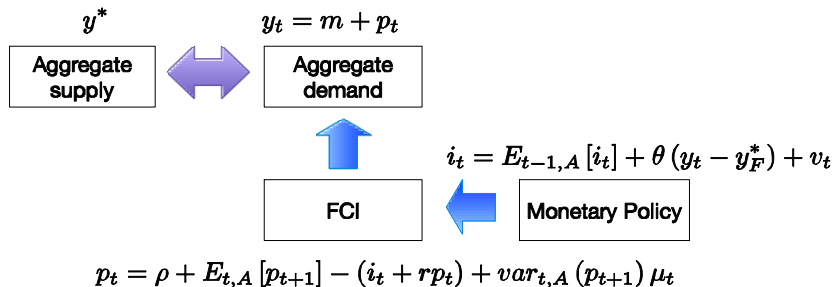 y*
y_t = m + p_t
Aggregate supply
Aggregate demand
i_t = E_{t−1,A} [i_t] + θ (y_t − y*_F) + v_t
FCI
Monetary Policy
p_t = ρ + E_{t,A} [p_{t+1}] − (i_t + rp_t) + var_{t,A} (p_{t+1}) μ_t